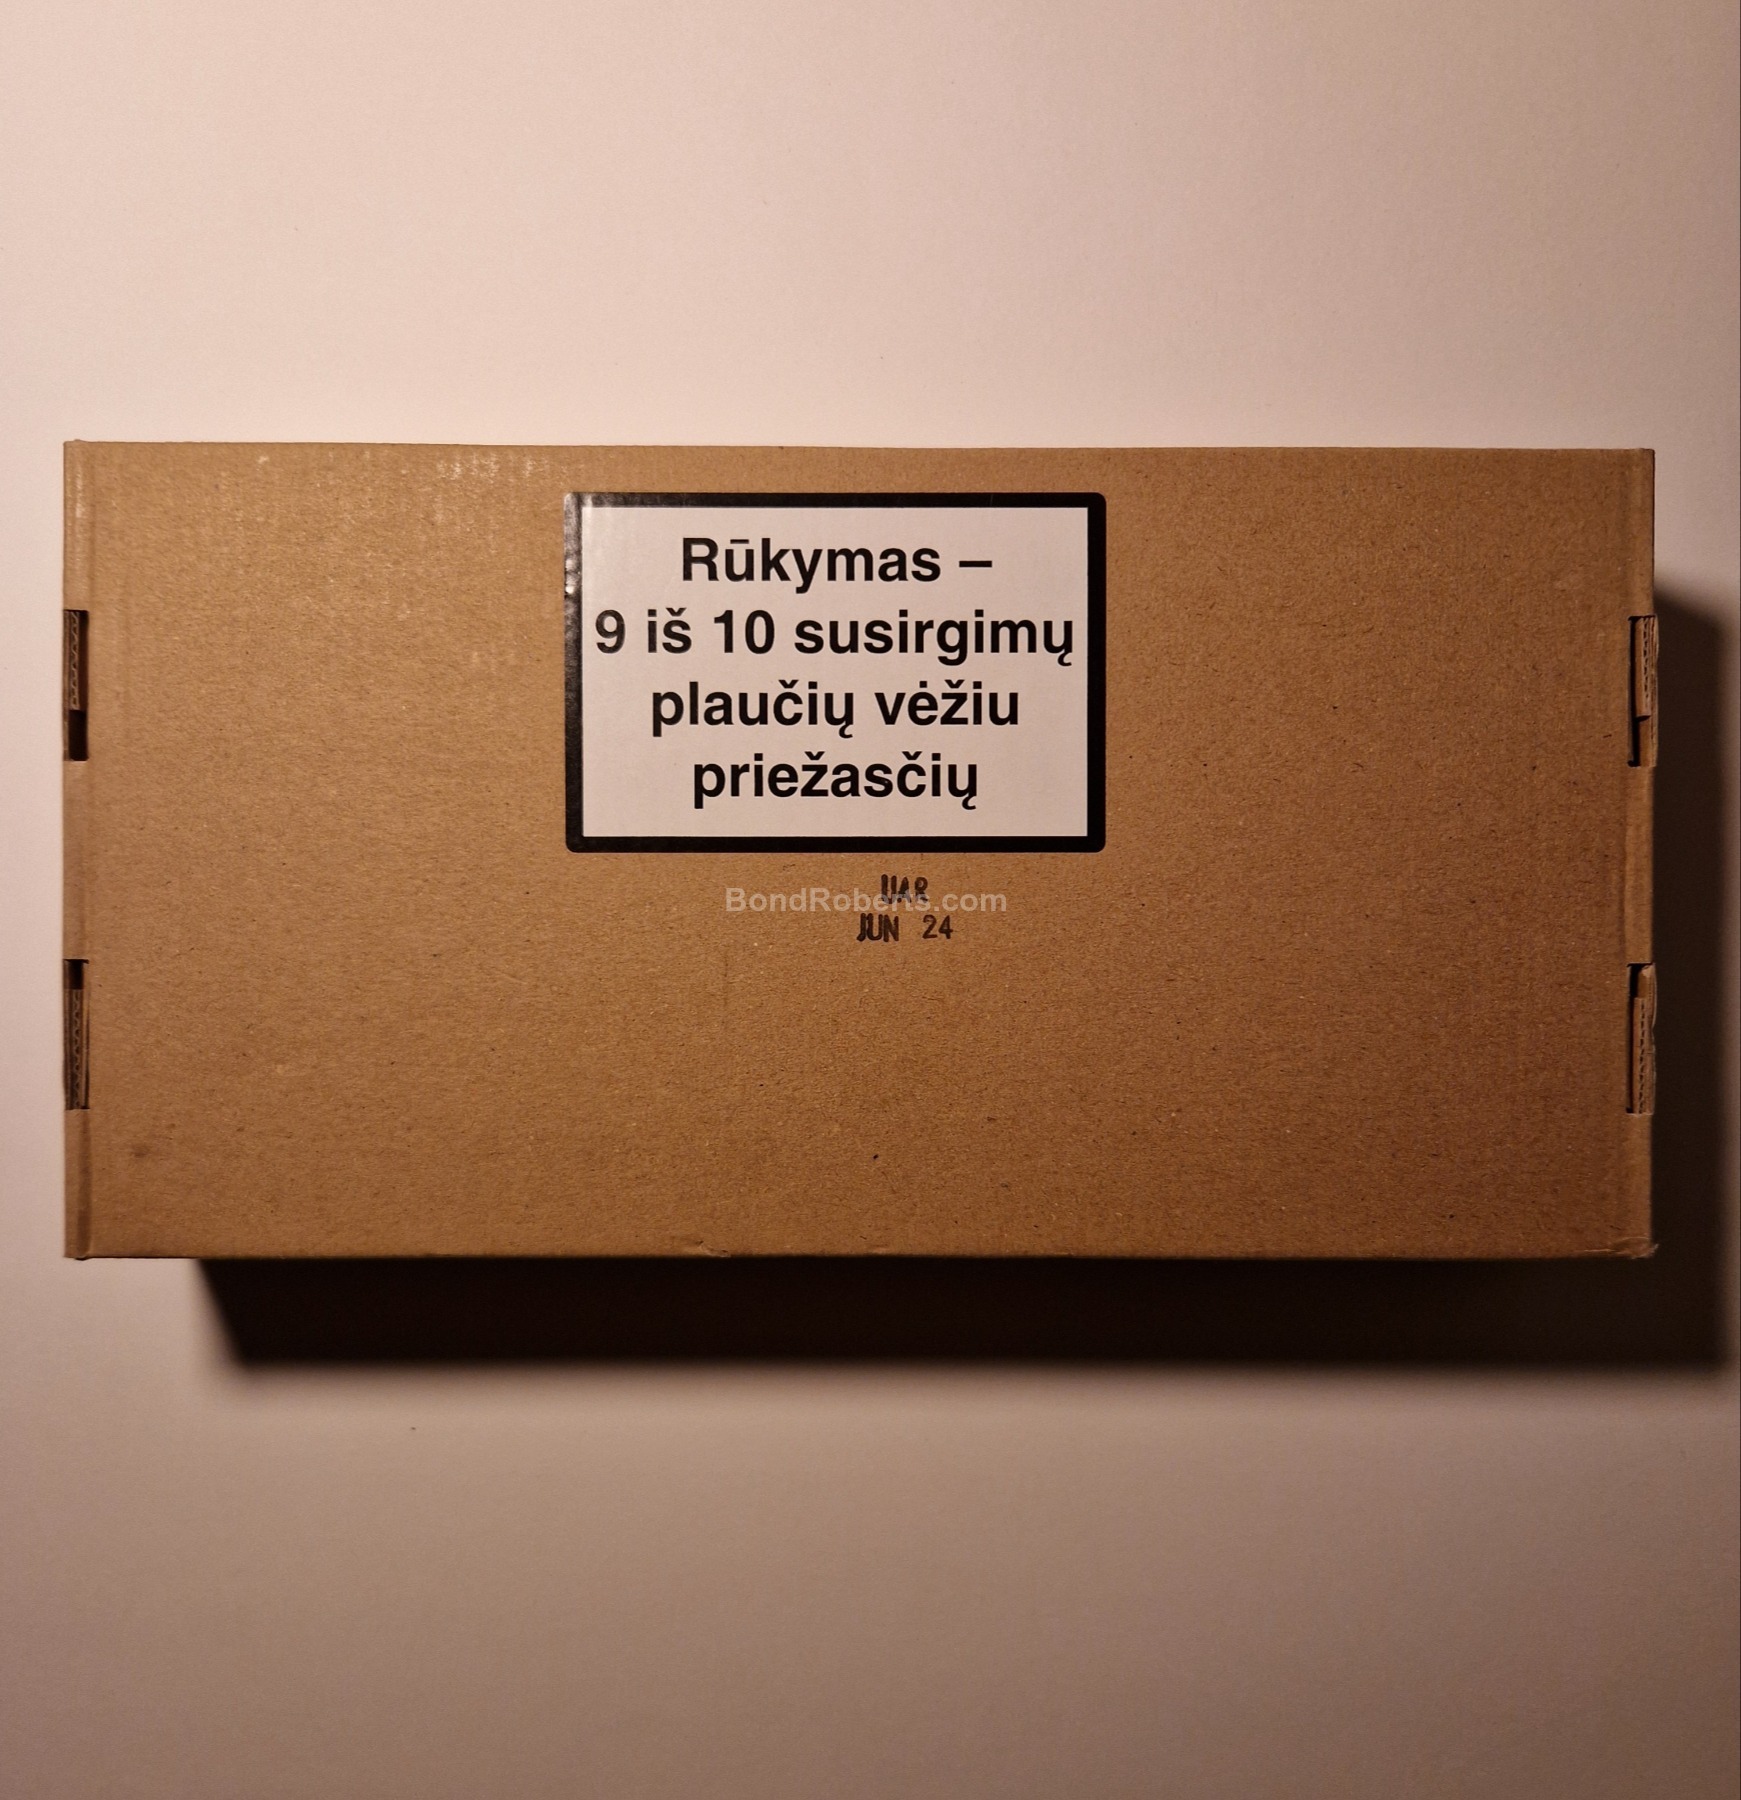 Rūkymas –
9 iš 10 susirgimų
plaučių vėžiu
priežasčių
BondRoberts.com
JUN 24